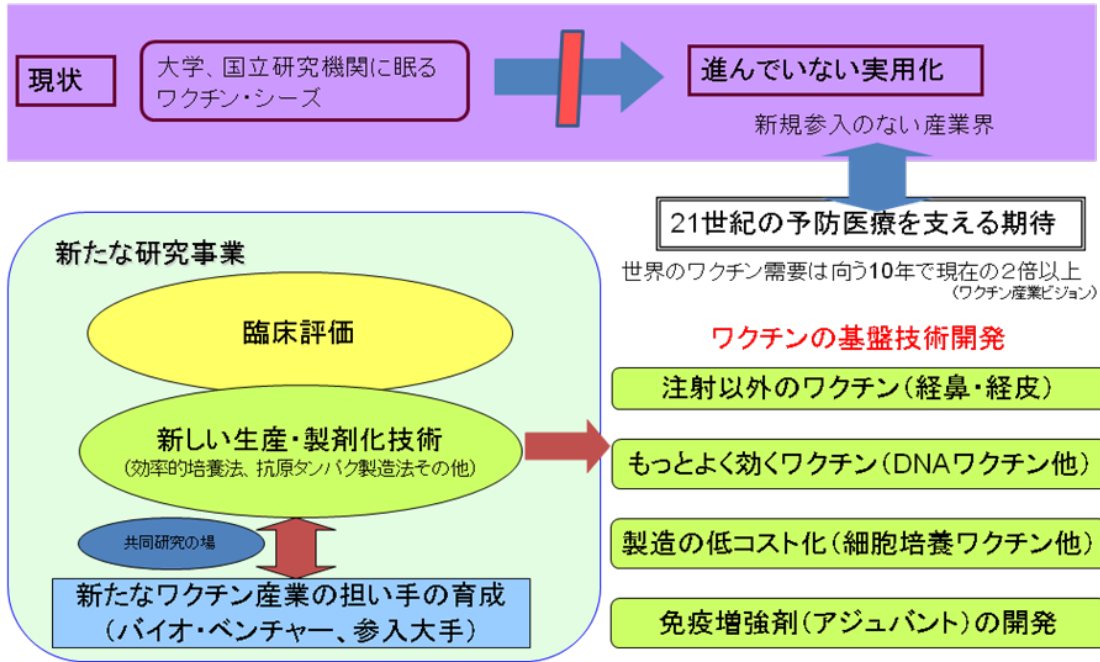 現状
大学、国立研究機関に眠る
ワクチン・シーズ
進んでいない実用化
新規参入のない産業界
21世紀の予防医療を支える期待
世界のワクチン需要は向う10年で現在の2倍以上
(ワクチン産業ビジョン)
新たな研究事業
臨床評価
新しい生産・製剤化技術
(効率的培養法、抗原タンパク製造法その他)
共同研究の場
新たなワクチン産業の担い手の育成
(バイオ・ベンチャー、参入大手)
ワクチンの基盤技術開発
注射以外のワクチン(経鼻・経皮)
もっとよく効くワクチン(DNAワクチン他)
製造の低コスト化(細胞培養ワクチン他)
免疫増強剤(アジュバント)の開発